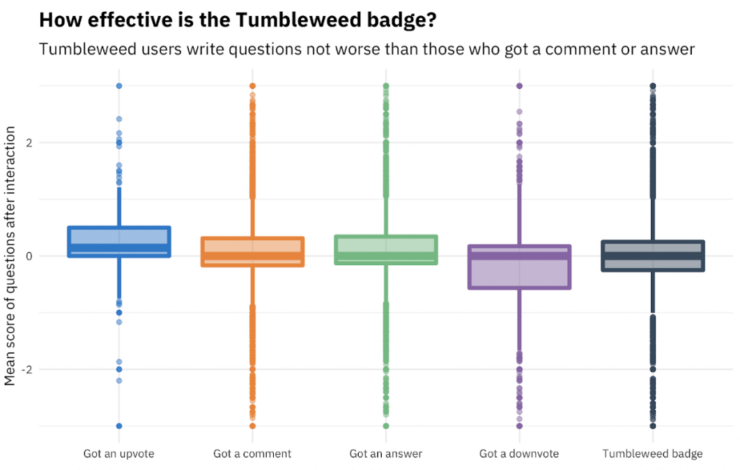 How effective is the Tumbleweed badge?
Tumbleweed users write questions not worse than those who got a comment or answer
Mean score of questions after interaction
2
0
-2
Got an upvote
Got a comment
Got an answer
Got a downvote
Tumbleweed badge